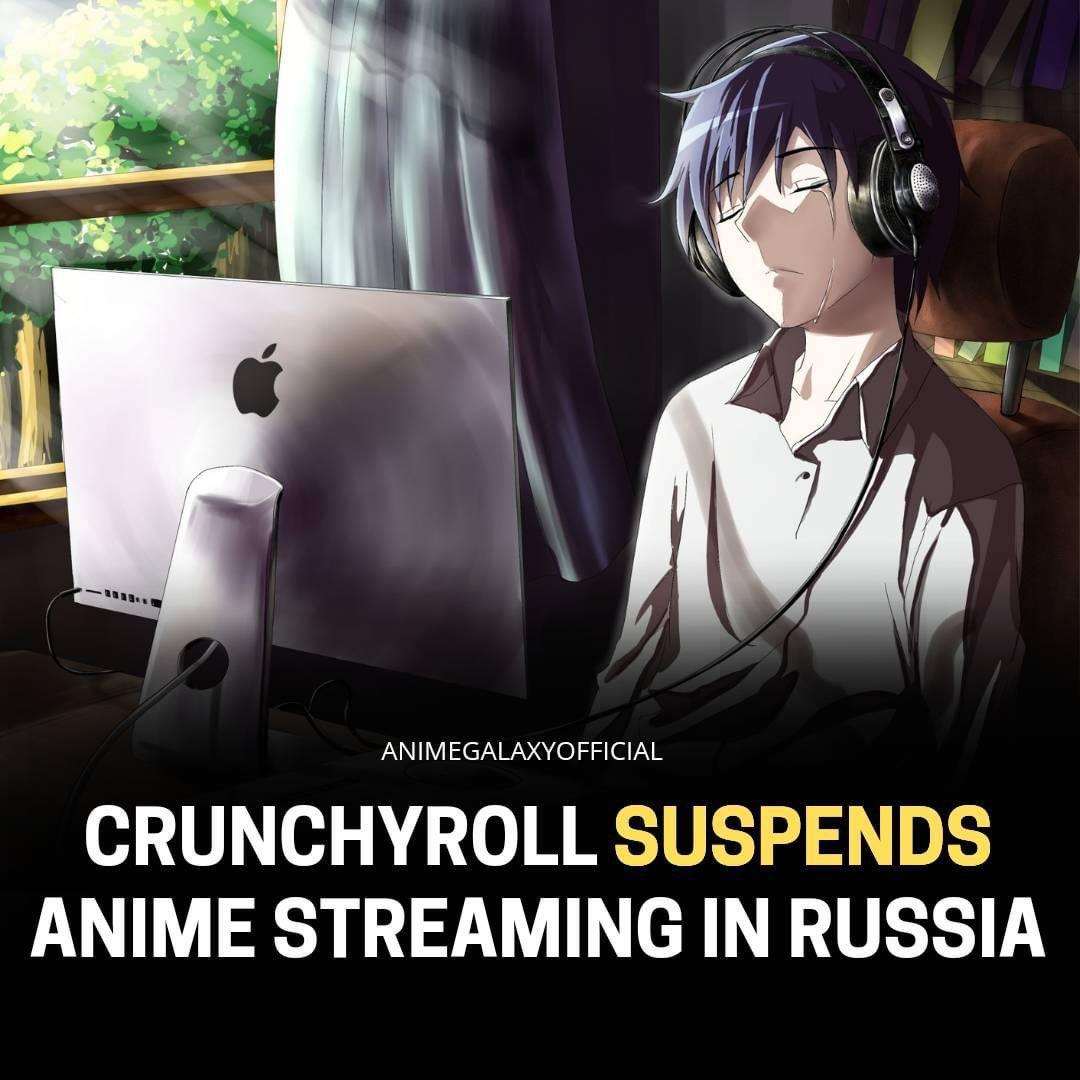 ANIMEGALAXYOFFICIAL
CRUNCHYROLL SUSPENDS
ANIME STREAMING IN RUSSIA